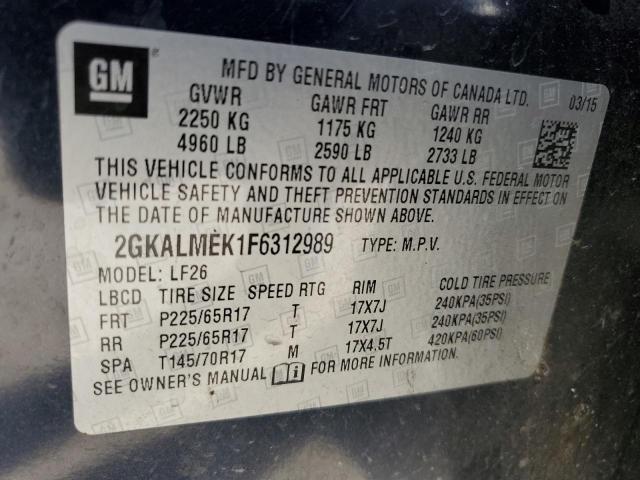 GM
MFD BY GENERAL MOTORS OF CANADA LTD.
03/15
GVWR GAWR FRT GAWR RR
2250 KG 1175 KG 1240 KG
4960 LB 2590 LB 2733 LB
THIS VEHICLE CONFORMS TO ALL APPLICABLE U.S. FEDERAL MOTOR
VEHICLE SAFETY AND THEFT PREVENTION STANDARDS IN EFFECT ON
THE DATE OF MANUFACTURE SHOWN ABOVE.
2GKALMEK1F6312989 TYPE: M.P.V.
MODEL: LF26
LBCD TIRE SIZE SPEED RTG RIM COLD TIRE PRESSURE
FRT P225/65R17 T 17X7J 240KPA(35PSI)
RR P225/65R17 T 17X7J 240KPA(35PSI)
SPA T145/70R17 M 17X4.5T 420KPA(60PSI)
SEE OWNER'S MANUAL FOR MORE INFORMATION.